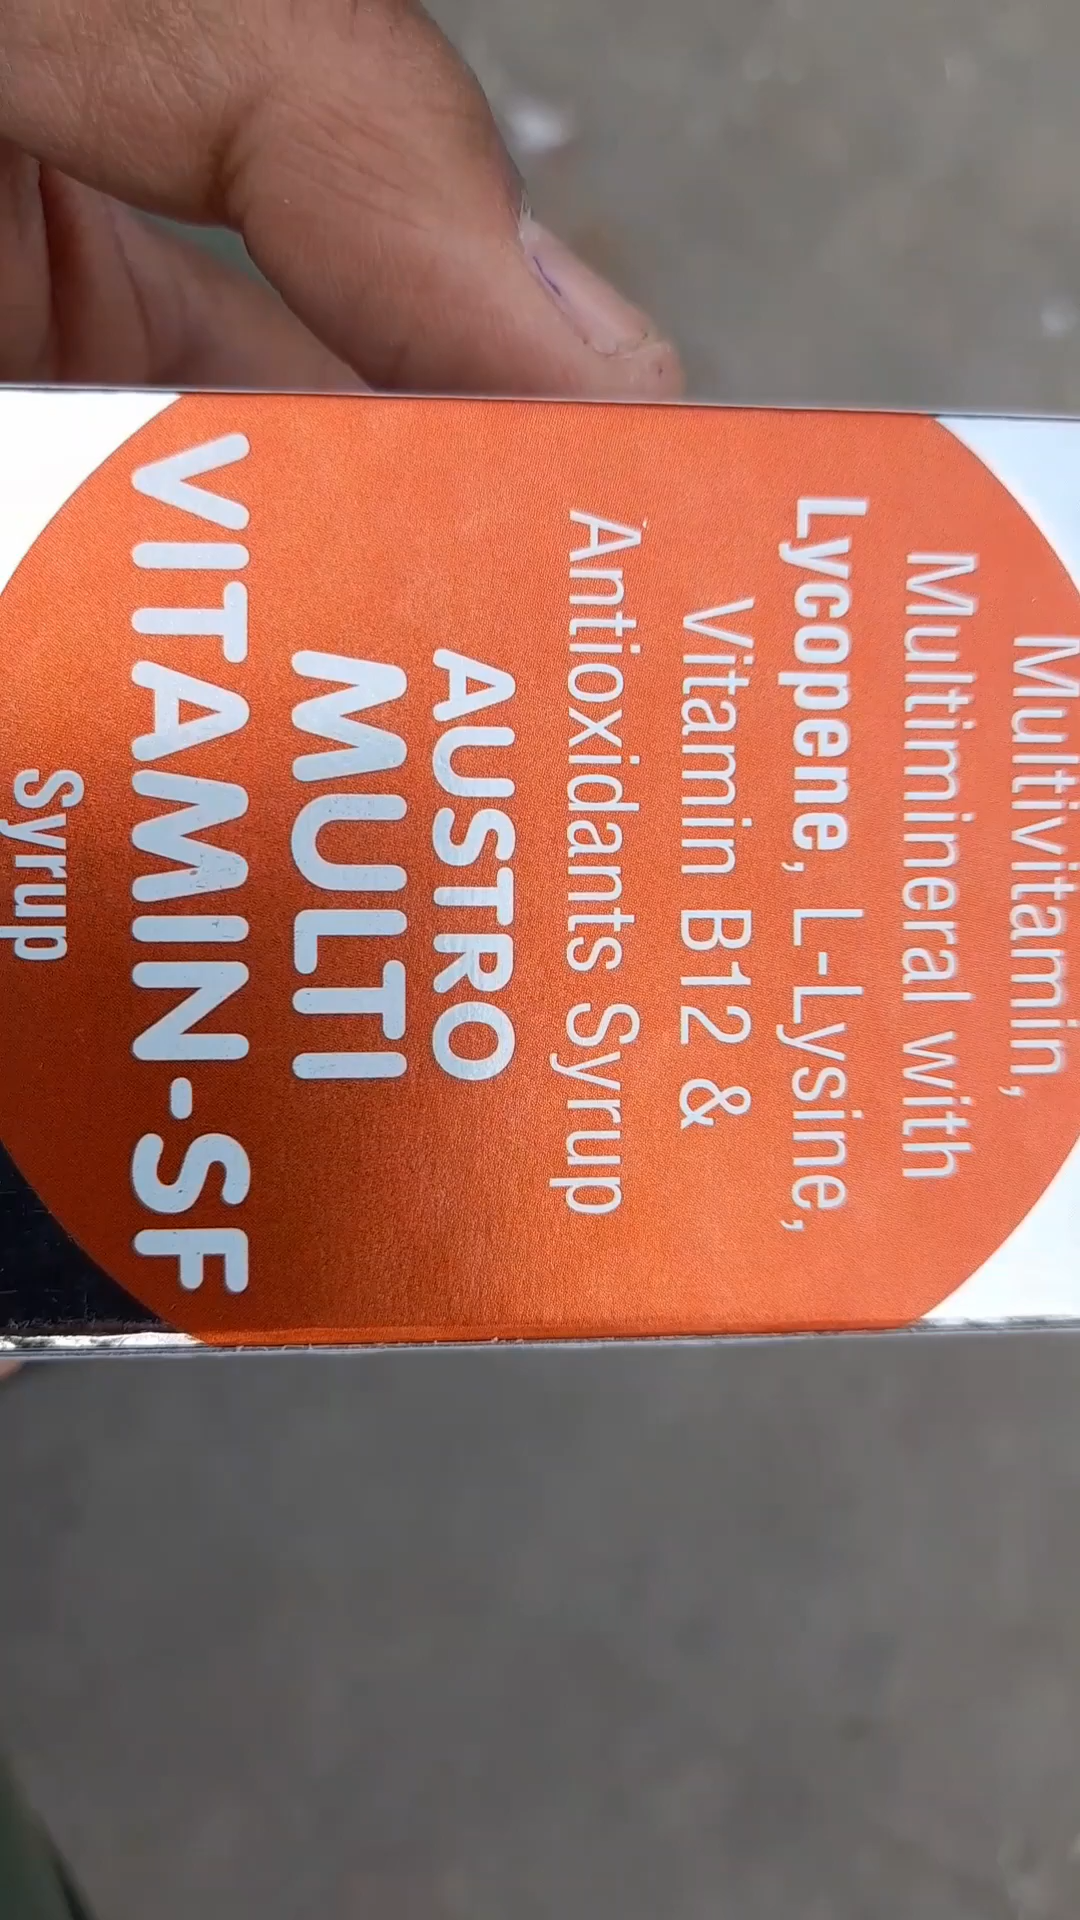 Multivitamin,
Multimineral with
Lycopene, L-Lysine,
Vitamin B12 &
Antioxidants Syrup
AUSTRO
MULTI
VITAMIN-SF
Syrup